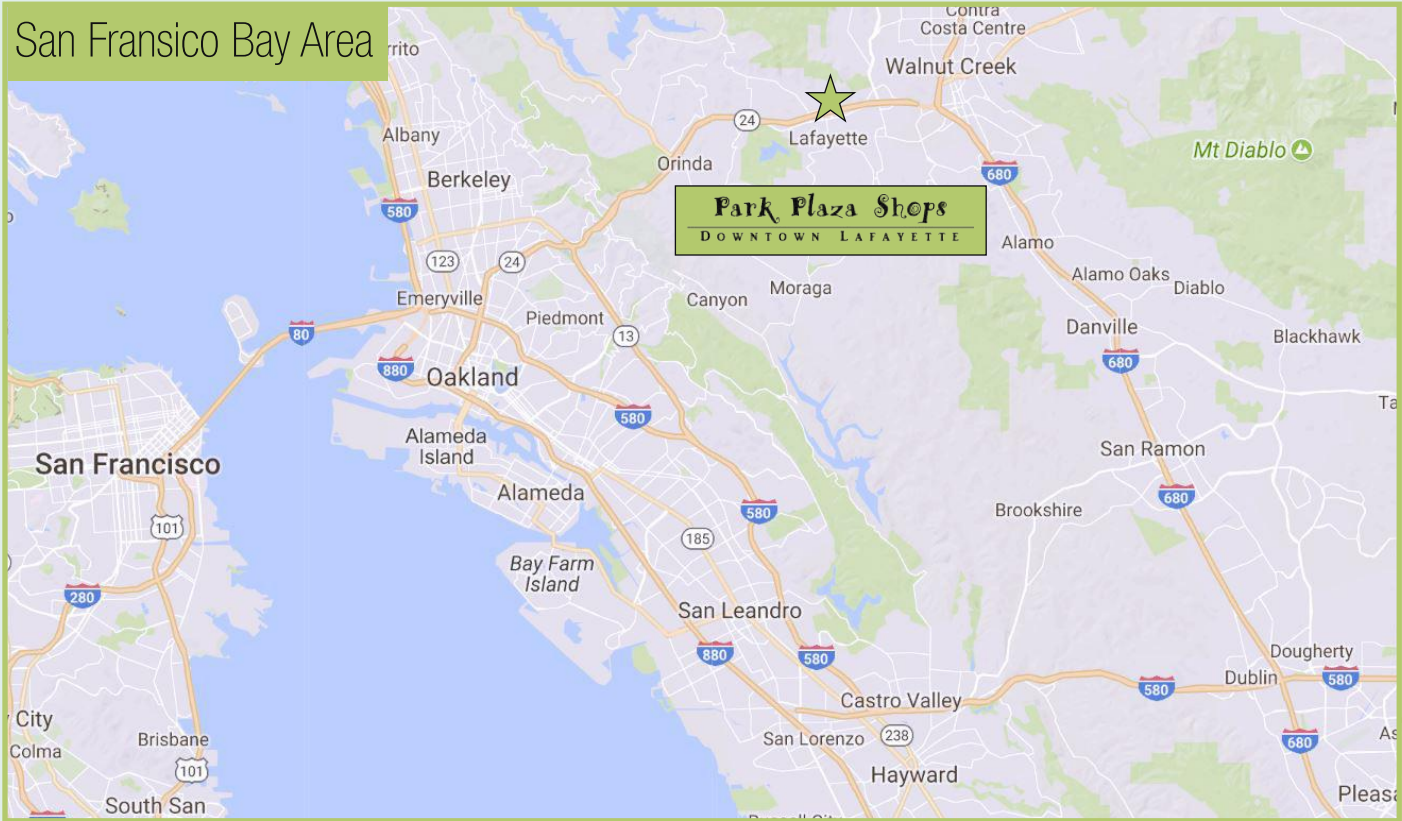 San Fransico Bay Area
Contra
Costa Centre
rrito
Walnut Creek
24
Albany
Lafayette
Mt Diablo
Orinda
Berkeley
680
580
Park Plaza Shops
DOWNTOWN LAFAYETTE
Alamo
123
24
Alamo Oaks
Diablo
Canyon
Moraga
Emeryville
Piedmont
Danville
80
13
Blackhawk
680
880
Oakland
Ta
580
Alameda
Island
San Ramon
San Francisco
Alameda
680
580
Brookshire
101
185
Bay Farm
Island
280
San Leandro
880
580
Dougherty
Dublin
580
580
Castro Valley
City
Colma
Brisbane
San Lorenzo
238
680
As
101
Hayward
South San
Pleasa